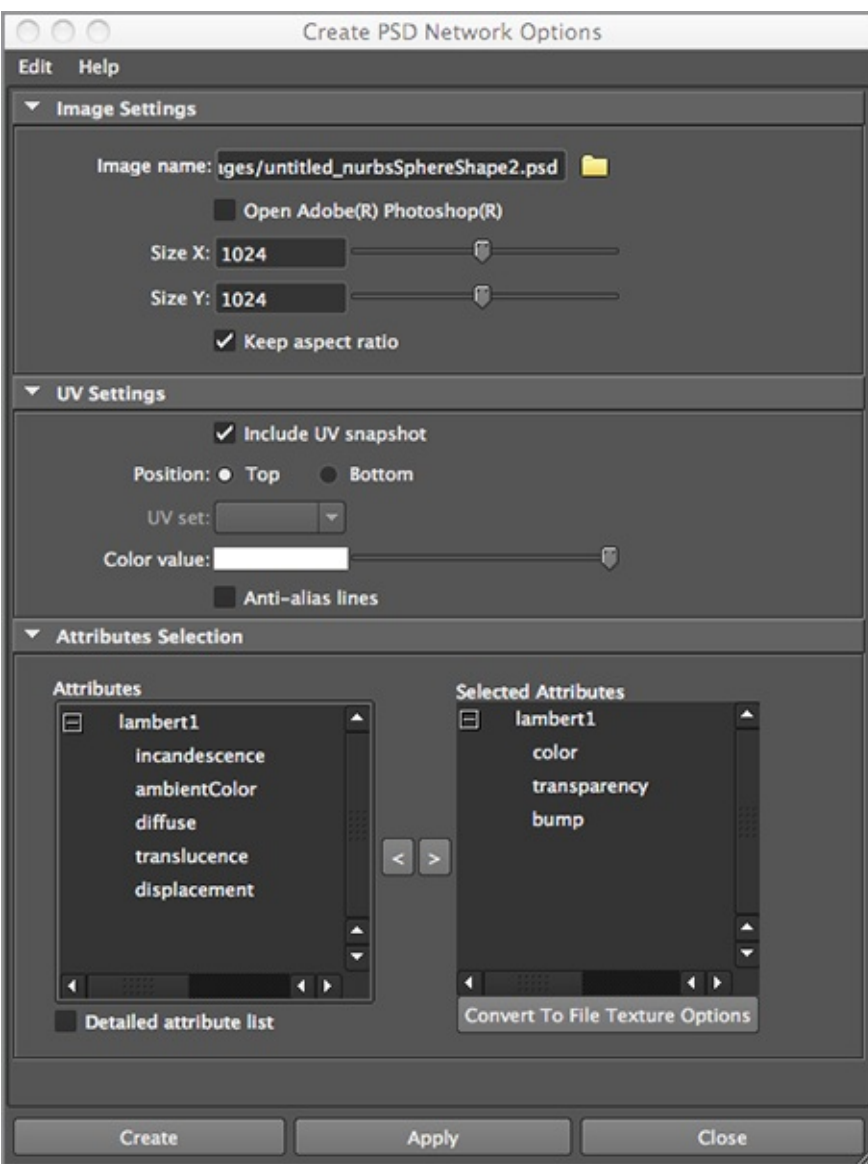 Create PSD Network Options
Edit Help
Image Settings
Image name: ages/untitled_nurbsSphereShape2.psd
Open Adobe(R) Photoshop(R)
Size X: 1024
Size Y: 1024
Keep aspect ratio
UV Settings
Include UV snapshot
Position: Top Bottom
UV set:
Color value:
Anti-alias lines
Attributes Selection
Attributes
lambert1
incandescence
ambientColor
diffuse
translucence
displacement
Detailed attribute list
< >
Selected Attributes
lambert1
color
transparency
bump
Convert To File Texture Options
Create Apply Close